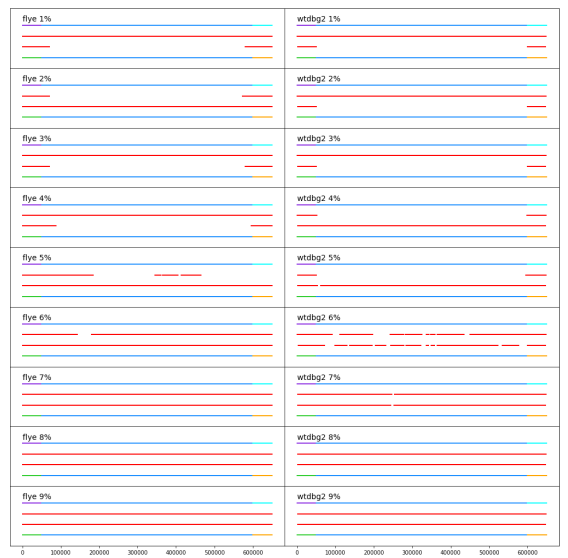 flye 1%
wtdbg2 1%
flye 2%
wtdbg2 2%
flye 3%
wtdbg2 3%
flye 4%
wtdbg2 4%
flye 5%
wtdbg2 5%
flye 6%
wtdbg2 6%
flye 7%
wtdbg2 7%
flye 8%
wtdbg2 8%
flye 9%
wtdbg2 9%
0 100000 200000 300000 400000 500000 600000
0 100000 200000 300000 400000 500000 600000